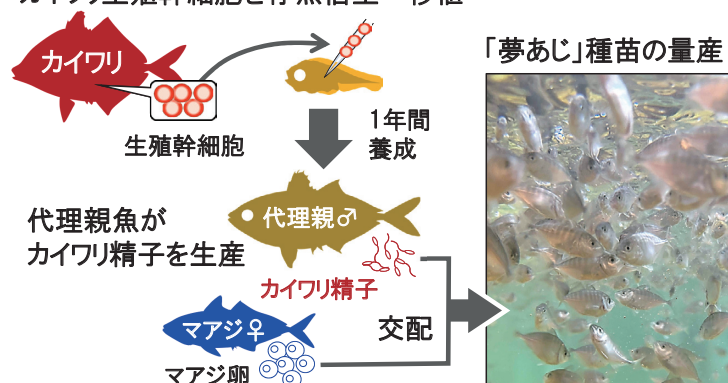 カイワリ
生殖幹細胞
1年間
養成
「夢あじ」種苗の量産
代理親魚が
カイワリ精子を生産
代理親♂
カイワリ精子
マアジ♀
マアジ卵
交配